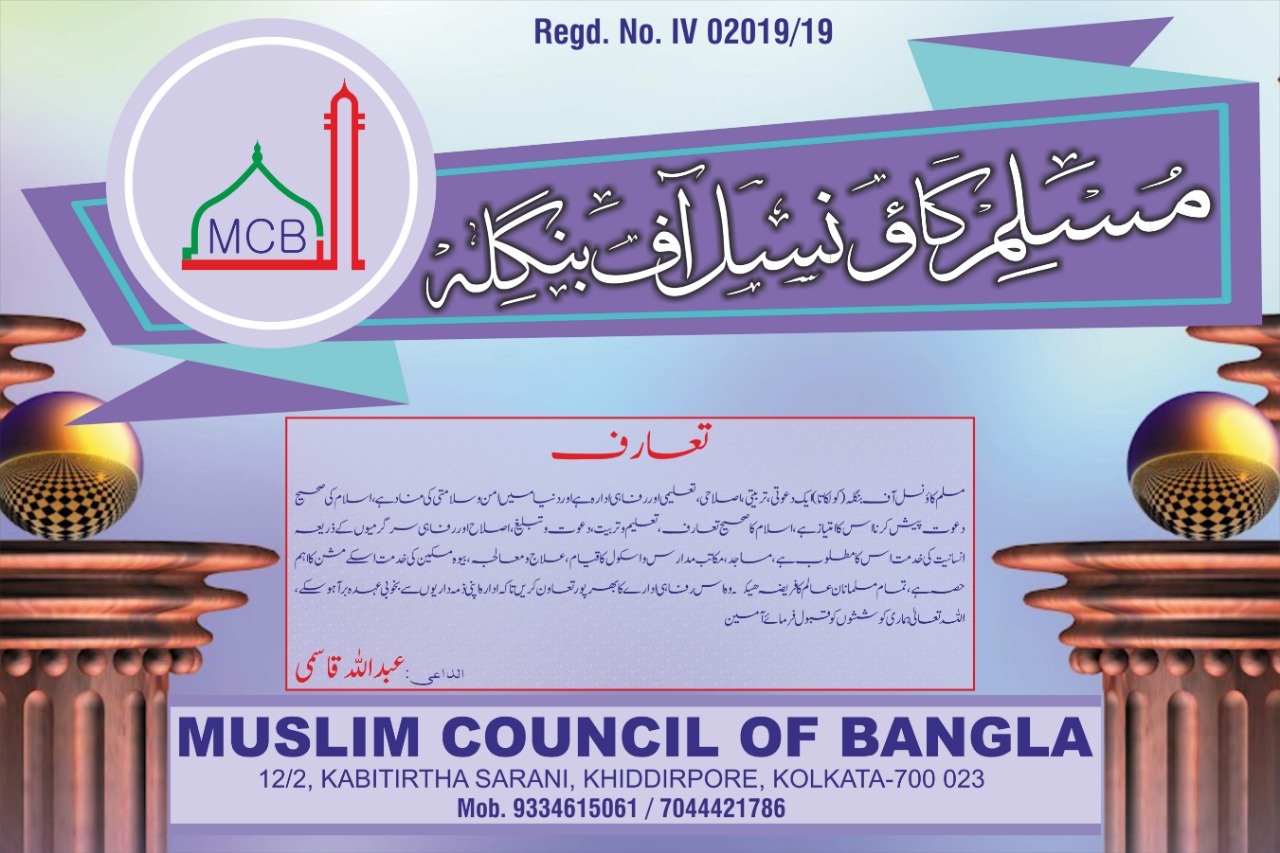 Regd. No. IV 02019/19
MCB
مسلم کاؤنسل آف بنگلہ
تعارف
مسلم کاؤنسل آف بنگلہ (کولکاتا) ایک دعوتی، تربیتی، اصلاحی، تعلیمی اور رفاہی ادارہ ہے اور دنیا میں امن و سلامتی کی مناد ہے، اسلام کی صحیح
دعوت پیش کرنا اس کا امتیاز ہے، اسلام کا صحیح تعارف، تعلیم و تربیت، دعوت و تبلیغ، اصلاح اور رفاہی سرگرمیوں کے ذریعہ
انسانیت کی خدمت اس کا مطلوب ہے، مساجد، مکاتب مدارس و اسکول کا قیام، علاج و معالجہ، بیوہ مسکین کی خدمت اسکے مشن کا اہم
حصہ ہے، تمام مسلمانان عالم کا فریضہ هیکہ وہ اس رفاہی ادارے کا بھرپور تعاون کریں تاکہ ادارہ اپنی ذمہ داریوں سے بخوبی عہدہ برآ ہوسکے،
اللہ تعالیٰ ہماری کوششوں کو قبول فرمائے آمین
الداعی: عبداللہ قاسمی
MUSLIM COUNCIL OF BANGLA
12/2, KABITIRTHA SARANI, KHIDDIRPORE, KOLKATA-700 023
Mob. 9334615061 / 7044421786